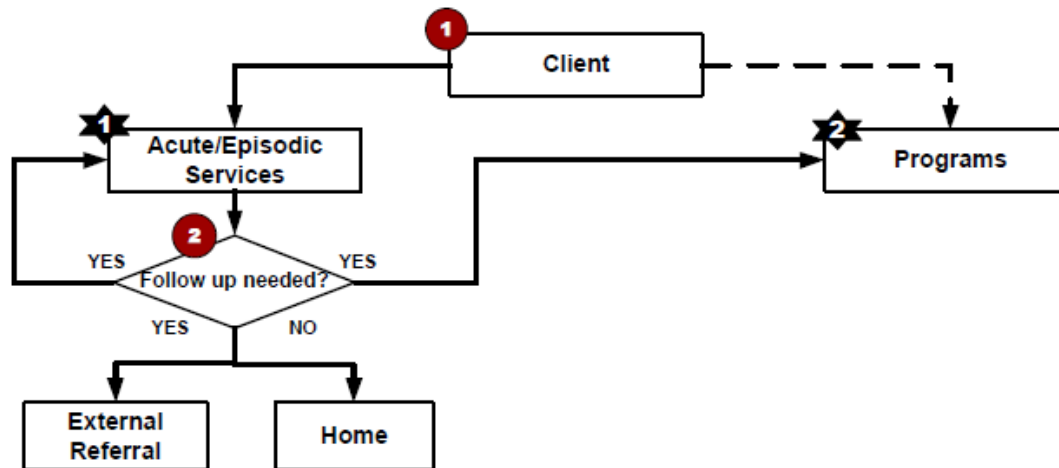 1
Client
1
Acute/Episodic
Services
2
Programs
2
YES
YES
Follow up needed?
YES
NO
External
Referral
Home